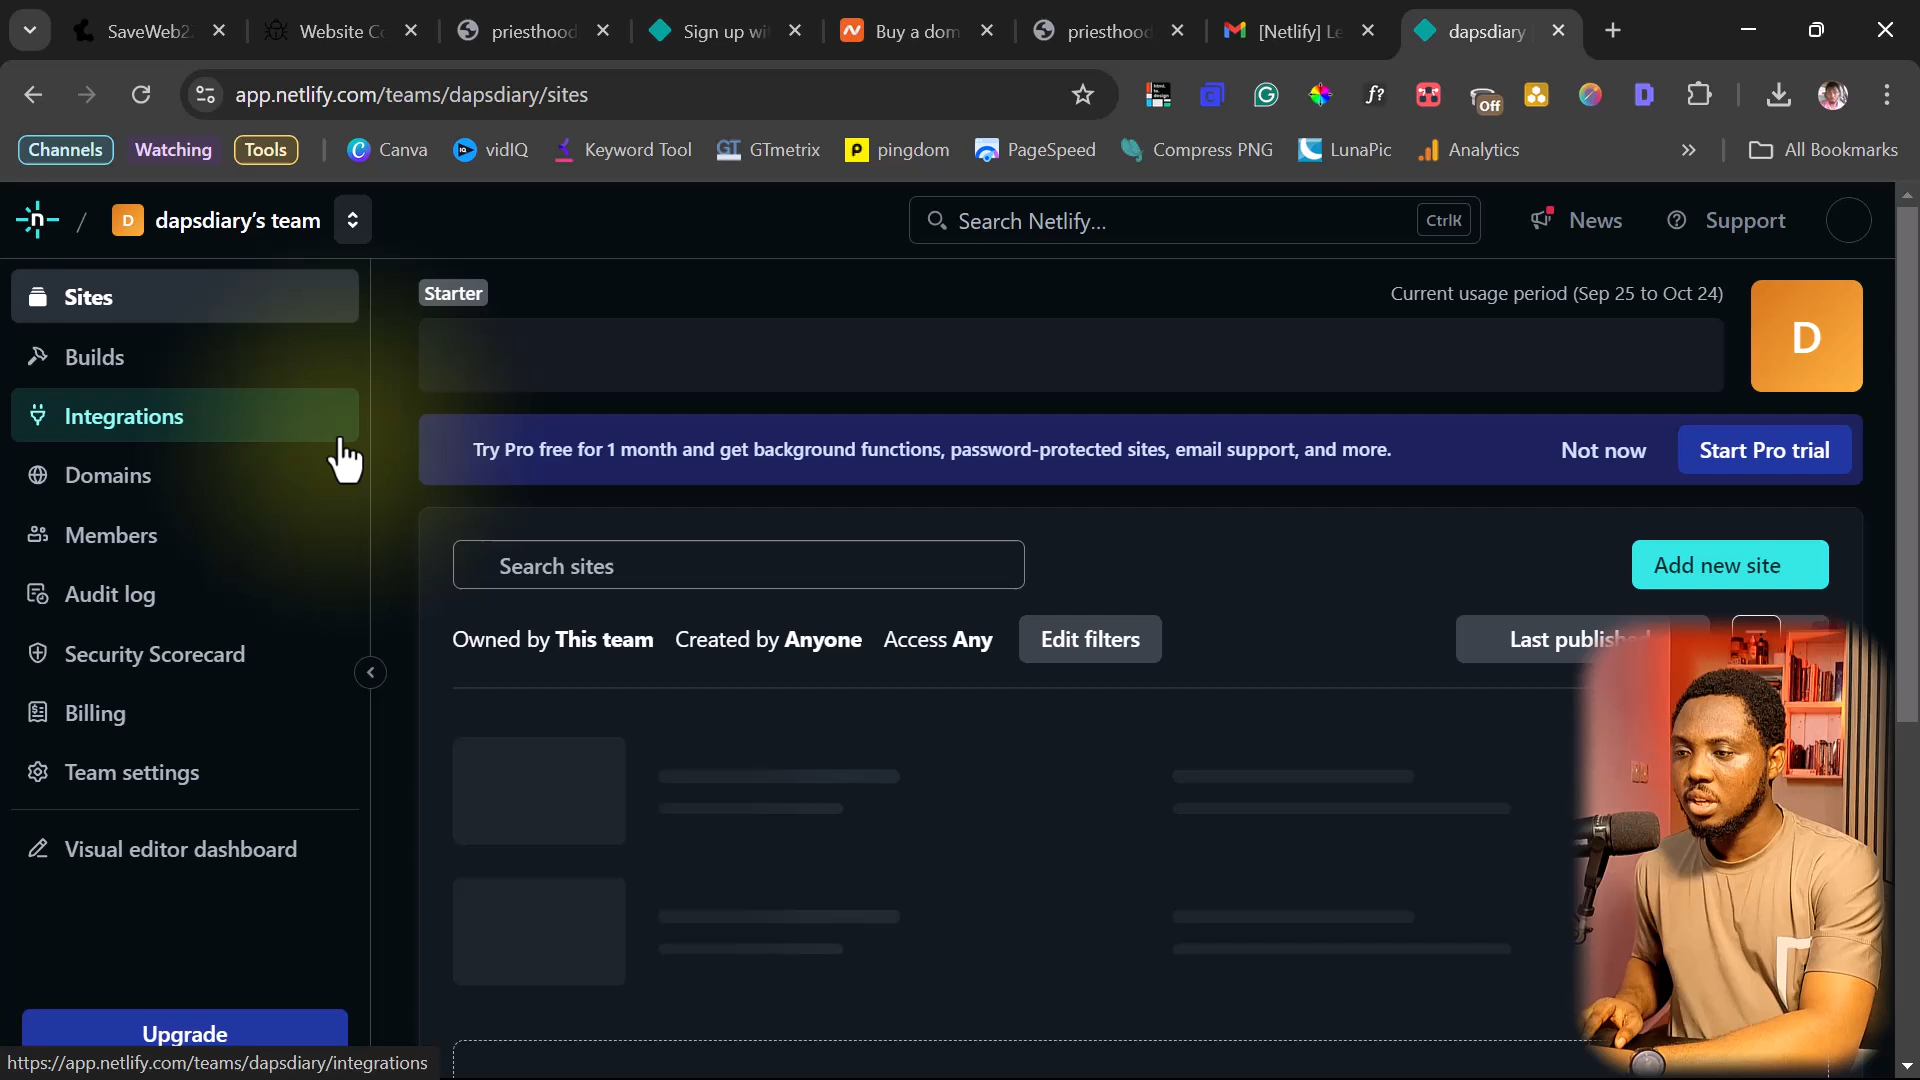 SaveWeb2
Website Co
priesthood
Sign up wi
Buy a dom
priesthood
[Netlify] Le
dapsdiary
app.netlify.com/teams/dapsdiary/sites
Off
Channels
Watching
Tools
Canva
vidIQ
Keyword Tool
GTmetrix
pingdom
PageSpeed
Compress PNG
LunaPic
Analytics
All Bookmarks
D
dapsdiary's team
Search Netlify...
CtrlK
News
Support
Sites
Builds
Integrations
Domains
Members
Audit log
Security Scorecard
Billing
Team settings
Visual editor dashboard
Upgrade
https://app.netlify.com/teams/dapsdiary/integrations
Starter
Current usage period (Sep 25 to Oct 24)
D
Try Pro free for 1 month and get background functions, password-protected sites, email support, and more.
Not now
Start Pro trial
Search sites
Add new site
Owned by This team Created by Anyone Access Any
Edit filters
Last published